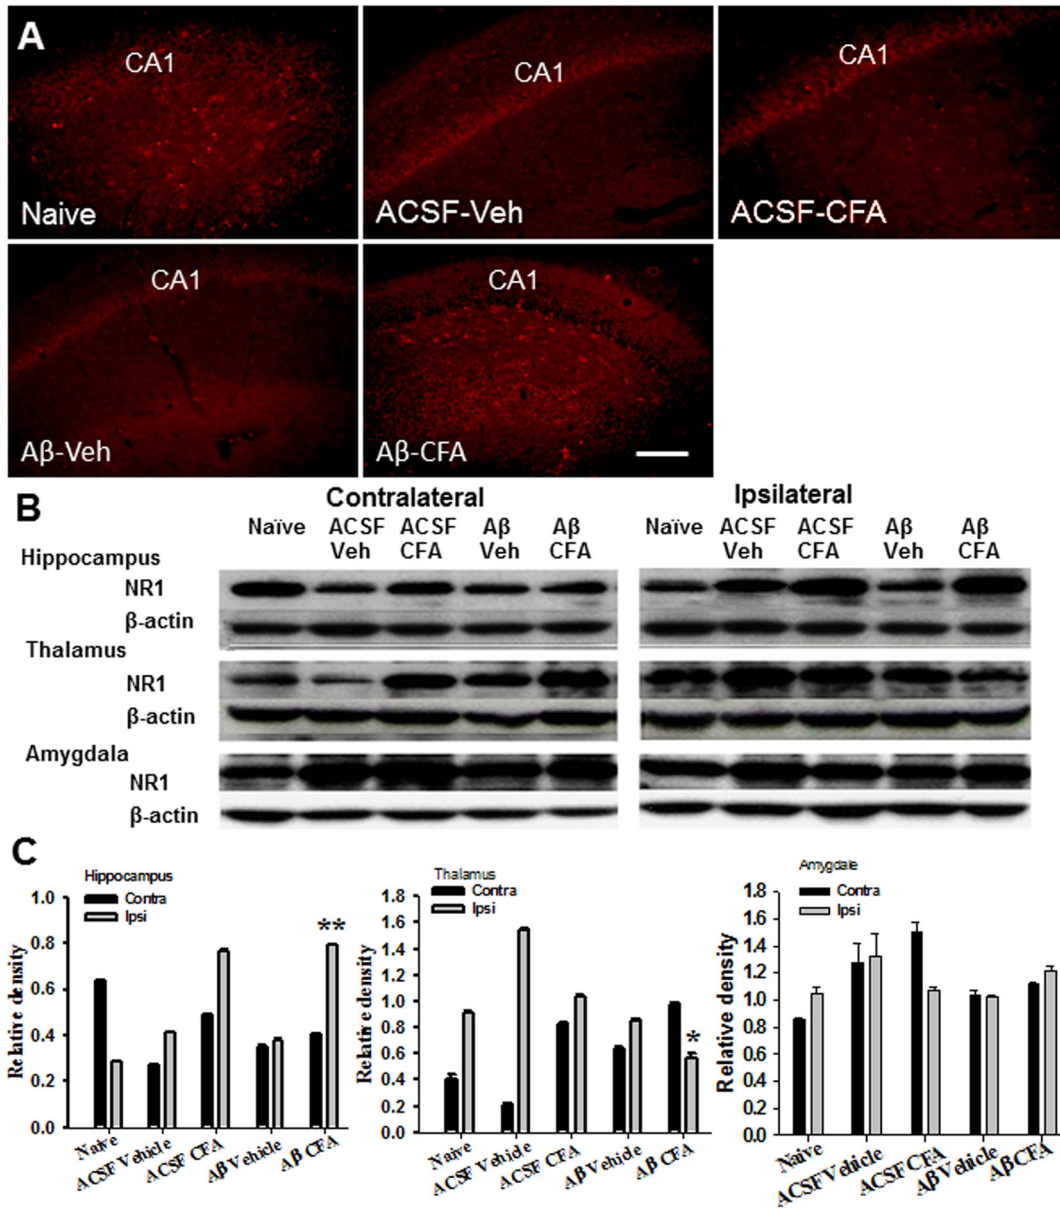 A
CA1
CA1
CA1
Naive
ACSF-Veh
ACSF-CFA
CA1
CA1
Aβ-Veh
Aβ-CFA
B
Contralateral
Ipsilateral
Naïve ACSF ACSF Aβ Aβ
Veh CFA Veh CFA
Naïve ACSF ACSF Aβ Aβ
Veh CFA Veh CFA
Hippocampus
NR1
β-actin
Thalamus
NR1
β-actin
Amygdala
NR1
β-actin
C
Hippocampus
Contra
Ipsi
Relative density
1.0
0.8
0.6
0.4
0.2
0.0
**
Naive
ACSF Vehicle
ACSF CFA
Aβ Vehicle
Aβ CFA
Thalamus
Contra
Ipsi
Relative density
1.8
1.6
1.4
1.2
1.0
0.8
0.6
0.4
0.2
0.0
*
Naive
ACSF Vehicle
ACSF CFA
Aβ Vehicle
Aβ CFA
Amygdale
Contra
Ipsi
Relative density
1.8
1.6
1.4
1.2
1.0
0.8
0.6
0.4
0.2
0.0
Naive
ACSF Vehicle
ACSF CFA
Aβ Vehicle
Aβ CFA